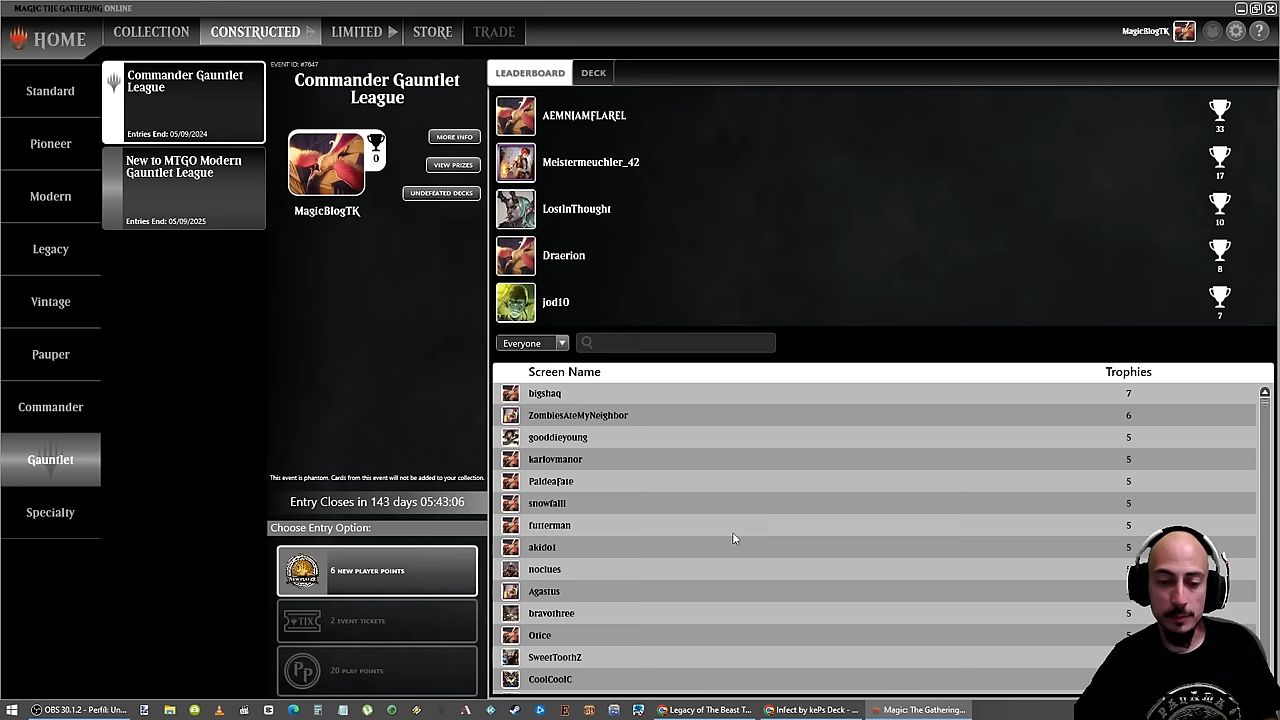 MAGIC THE GATHERING ONLINE
HOME
COLLECTION
CONSTRUCTED
LIMITED
STORE
TRADE
MagicBlogTK
Standard
Pioneer
Modern
Legacy
Vintage
Pauper
Commander
Gauntlet
Specialty
Commander Gauntlet
League
Entries End: 05/09/2024
New to MTGO Modern
Gauntlet League
Entries End: 05/09/2025
EVENT ID: #7647
Commander Gauntlet
League
0
MORE INFO
VIEW PRIZES
UNDEFEATED DECKS
MagicBlogTK
This event is phantom. Cards from this event will not be added to your collection.
Entry Closes in 143 days 05:43:06
Choose Entry Option:
6 NEW PLAYER POINTS
TIX
2 EVENT TICKETS
PP
20 PLAY POINTS
LEADERBOARD
DECK
AEMNIAMFLAREL
33
Meistermeuchler_42
17
LostInThought
10
Draerion
8
jod10
7
Everyone
Screen Name Trophies
bigshaq 7
ZombiesAteMyNeighbor 6
gooddieyoung 5
karlovmanor 5
PaldeaFate 5
snowfalll 5
futterman 5
akido1 5
noclues
Agastus
bravothree 5
Otice
SweetToothZ
CoolCoolC
OBS 30.1.2 - Perfil: Un...
Legacy of The Beast T...
Infect by kePs Deck - ...
Magic: The Gathering...